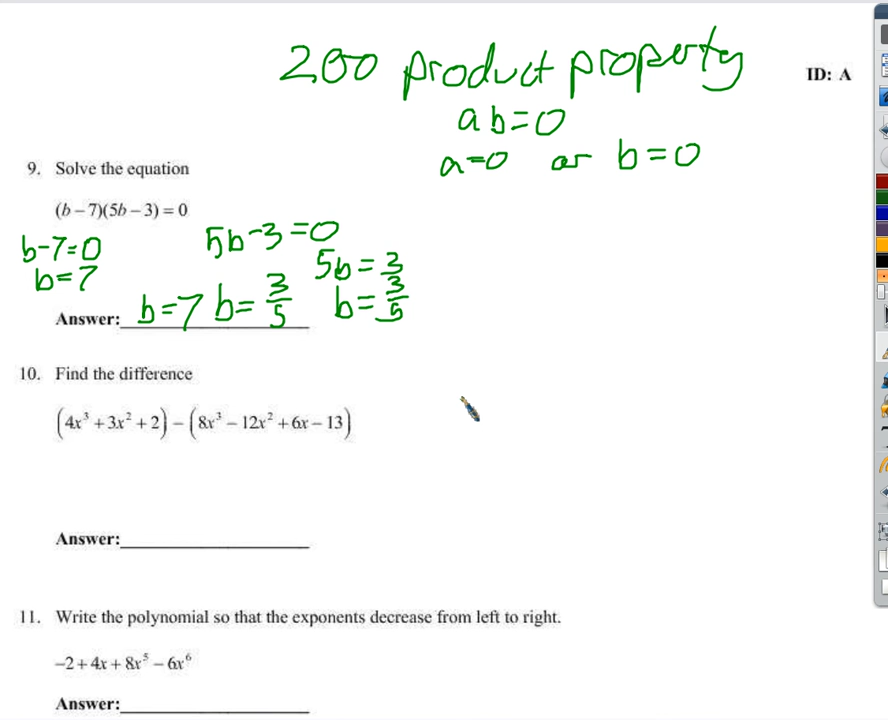 zero product property
ID: A
ab=0
a=0 or b=0
9. Solve the equation
(b – 7)(5b – 3) = 0
b-7=0 5b-3=0
b=7 5b=3
b=3/5
Answer: b=7 b=3/5
10. Find the difference
(4x³ + 3x² + 2) – (8x³ – 12x² + 6x – 13)
Answer:
11. Write the polynomial so that the exponents decrease from left to right.
–2 + 4x + 8x⁵ – 6x⁶
Answer: